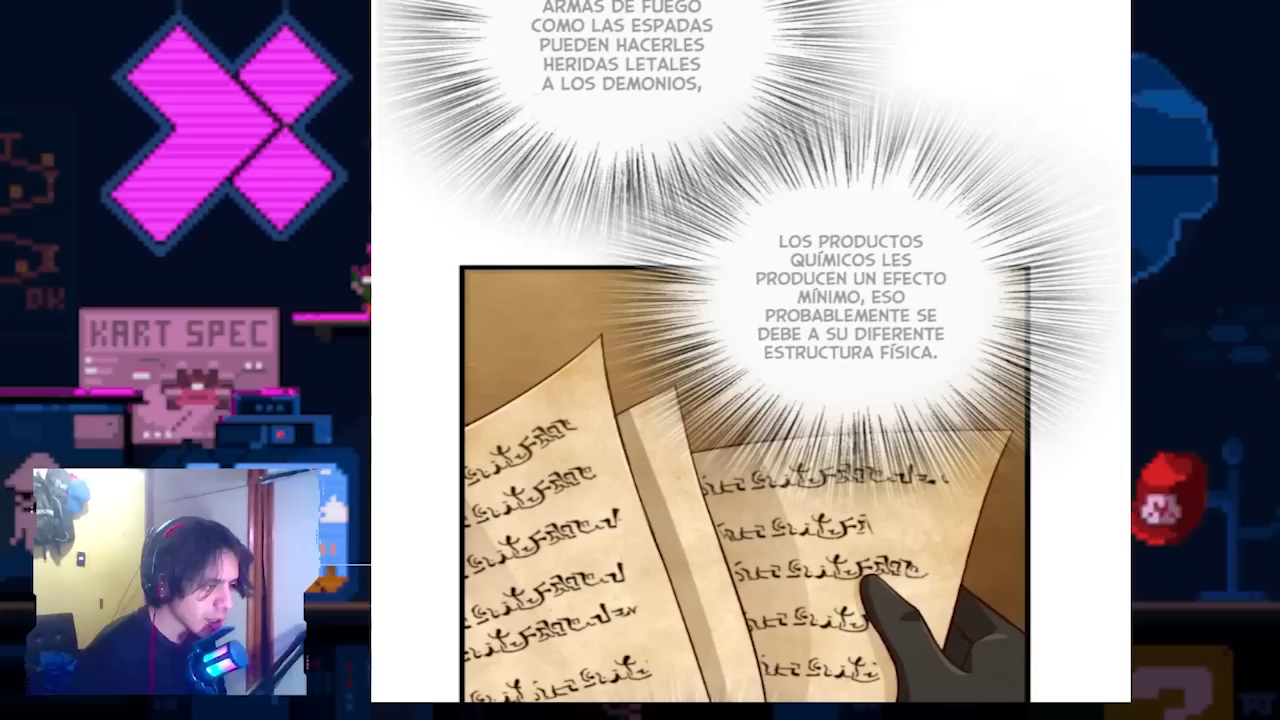 ARMAS DE FUEGO
COMO LAS ESPADAS
PUEDEN HACERLES
HERIDAS LETALES
A LOS DEMONIOS,
LOS PRODUCTOS
QUÍMICOS LES
PRODUCEN UN EFECTO
MÍNIMO, ESO
PROBABLEMENTE SE
DEBE A SU DIFERENTE
ESTRUCTURA FÍSICA.
KART SPEC
DK